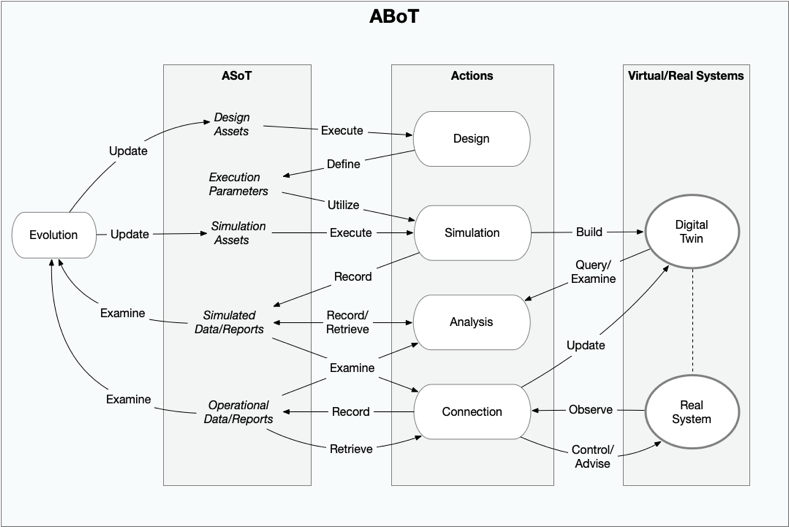 ABoT
ASoT
Actions
Virtual/Real Systems
Design
Assets
Execute
Design
Update
Define
Execution
Parameters
Utilize
Evolution
Update
Simulation
Assets
Execute
Simulation
Build
Digital
Twin
Query/
Examine
Record
Examine
Simulated
Data/Reports
Record/
Retrieve
Analysis
Update
Examine
Examine
Operational
Data/Reports
Record
Connection
Observe
Real
System
Retrieve
Control/
Advise